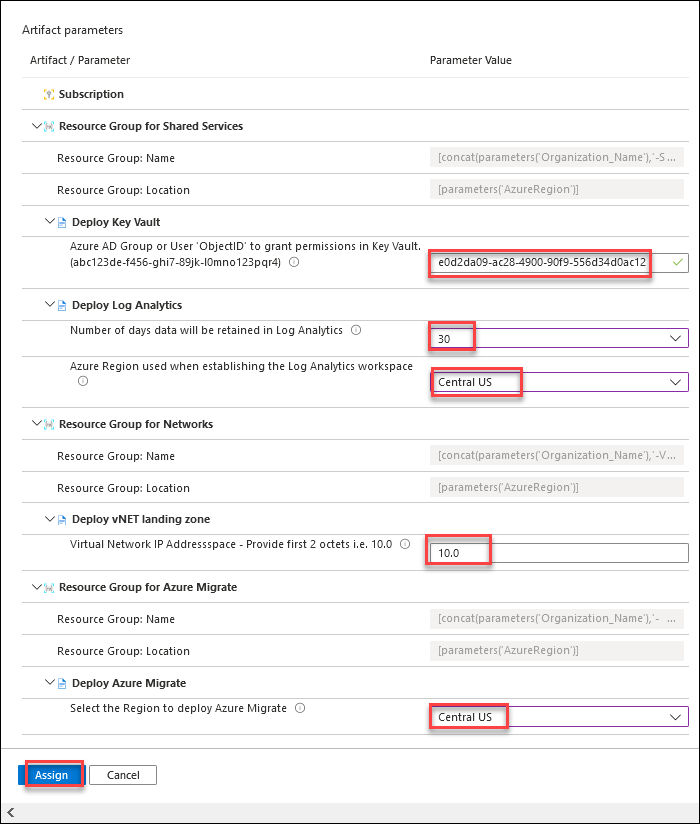 Artifact parameters
Artifact / Parameter Parameter Value
Subscription
Resource Group for Shared Services
Resource Group: Name [concat(parameters('Organization_Name'),'-S ...
Resource Group: Location [parameters('AzureRegion')]
Deploy Key Vault
Azure AD Group or User 'ObjectID' to grant permissions in Key Vault.
(abc123de-f456-ghi7-89jk-l0mno123pqr4) e0d2da09-ac28-4900-90f9-556d34d0ac12
Deploy Log Analytics
Number of days data will be retained in Log Analytics 30
Azure Region used when establishing the Log Analytics workspace Central US
Resource Group for Networks
Resource Group: Name [concat(parameters('Organization_Name'),'-V...
Resource Group: Location [parameters('AzureRegion')]
Deploy vNET landing zone
Virtual Network IP Addressspace - Provide first 2 octets i.e. 10.0 10.0
Resource Group for Azure Migrate
Resource Group: Name [concat(parameters('Organization_Name'),'- ...
Resource Group: Location [parameters('AzureRegion')]
Deploy Azure Migrate
Select the Region to deploy Azure Migrate Central US
Assign Cancel